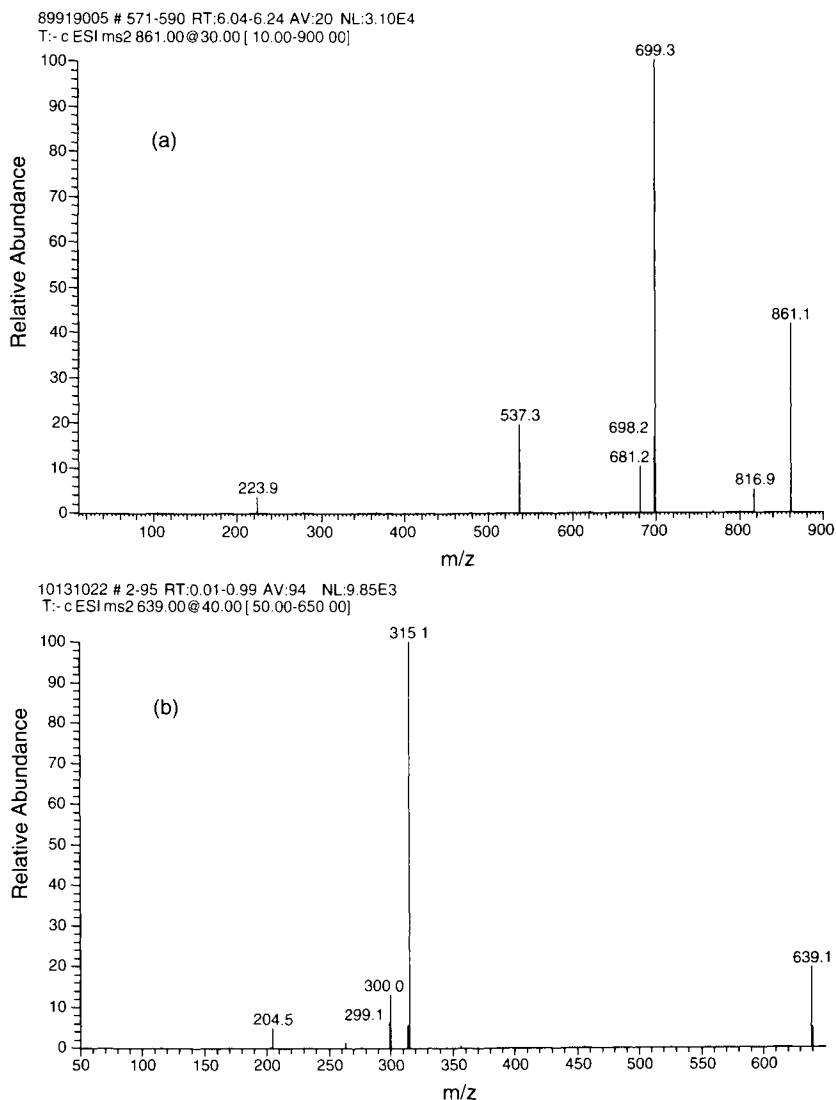 89919005 # 571-590 RT:6.04-6.24 AV:20 NL:3.10E4
T:- c ESI ms2 861.00@30.00 [ 10.00-900 00]
699.3
100
90
(a)
80
70
60
Relative Abundance
50
861.1
40
30
537.3
698.2
20
681.2
10
223.9
816.9
0
100 200 300 400 500 600 700 800 900
m/z
10131022 # 2-95 RT:0.01-0.99 AV:94 NL:9.85E3
T:- c ESI ms2 639.00@40.00 [ 50.00-650 00]
315 1
100
90
(b)
80
70
60
Relative Abundance
50
40
30
639.1
20
300 0
299.1
10
204.5
0
50 100 150 200 250 300 350 400 450 500 550 600
m/z